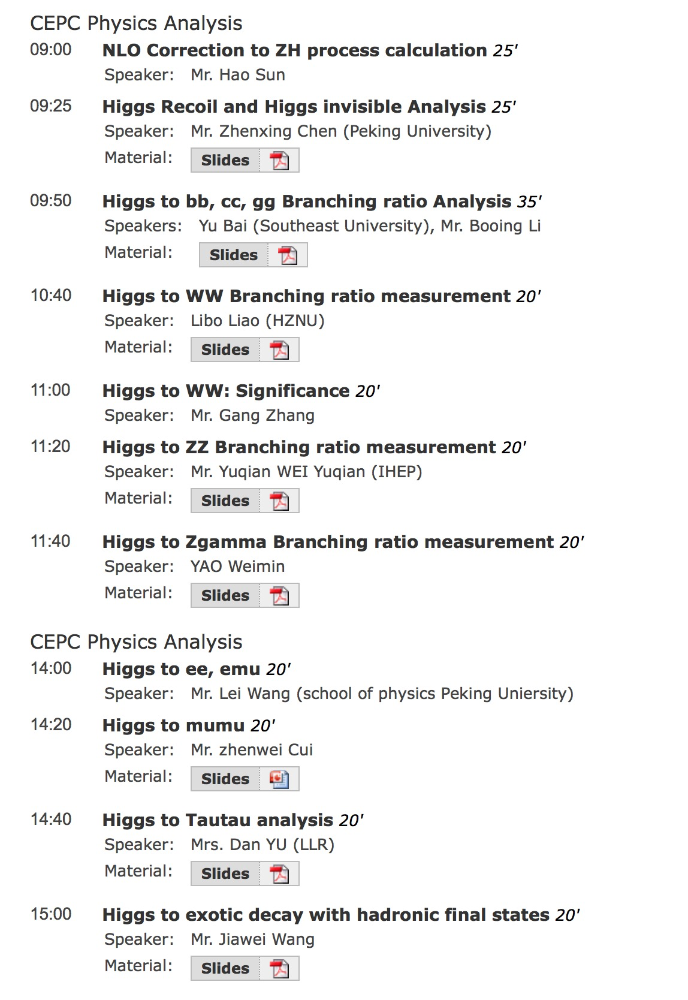 CEPC Physics Analysis
09:00 NLO Correction to ZH process calculation 25'
Speaker: Mr. Hao Sun
09:25 Higgs Recoil and Higgs invisible Analysis 25'
Speaker: Mr. Zhenxing Chen (Peking University)
Material: Slides
09:50 Higgs to bb, cc, gg Branching ratio Analysis 35'
Speakers: Yu Bai (Southeast University), Mr. Booing Li
Material: Slides
10:40 Higgs to WW Branching ratio measurement 20'
Speaker: Libo Liao (HZNU)
Material: Slides
11:00 Higgs to WW: Significance 20'
Speaker: Mr. Gang Zhang
11:20 Higgs to ZZ Branching ratio measurement 20'
Speaker: Mr. Yuqian WEI Yuqian (IHEP)
Material: Slides
11:40 Higgs to Zgamma Branching ratio measurement 20'
Speaker: YAO Weimin
Material: Slides
CEPC Physics Analysis
14:00 Higgs to ee, emu 20'
Speaker: Mr. Lei Wang (school of physics Peking Uniersity)
14:20 Higgs to mumu 20'
Speaker: Mr. zhenwei Cui
Material: Slides
14:40 Higgs to Tautau analysis 20'
Speaker: Mrs. Dan YU (LLR)
Material: Slides
15:00 Higgs to exotic decay with hadronic final states 20'
Speaker: Mr. Jiawei Wang
Material: Slides